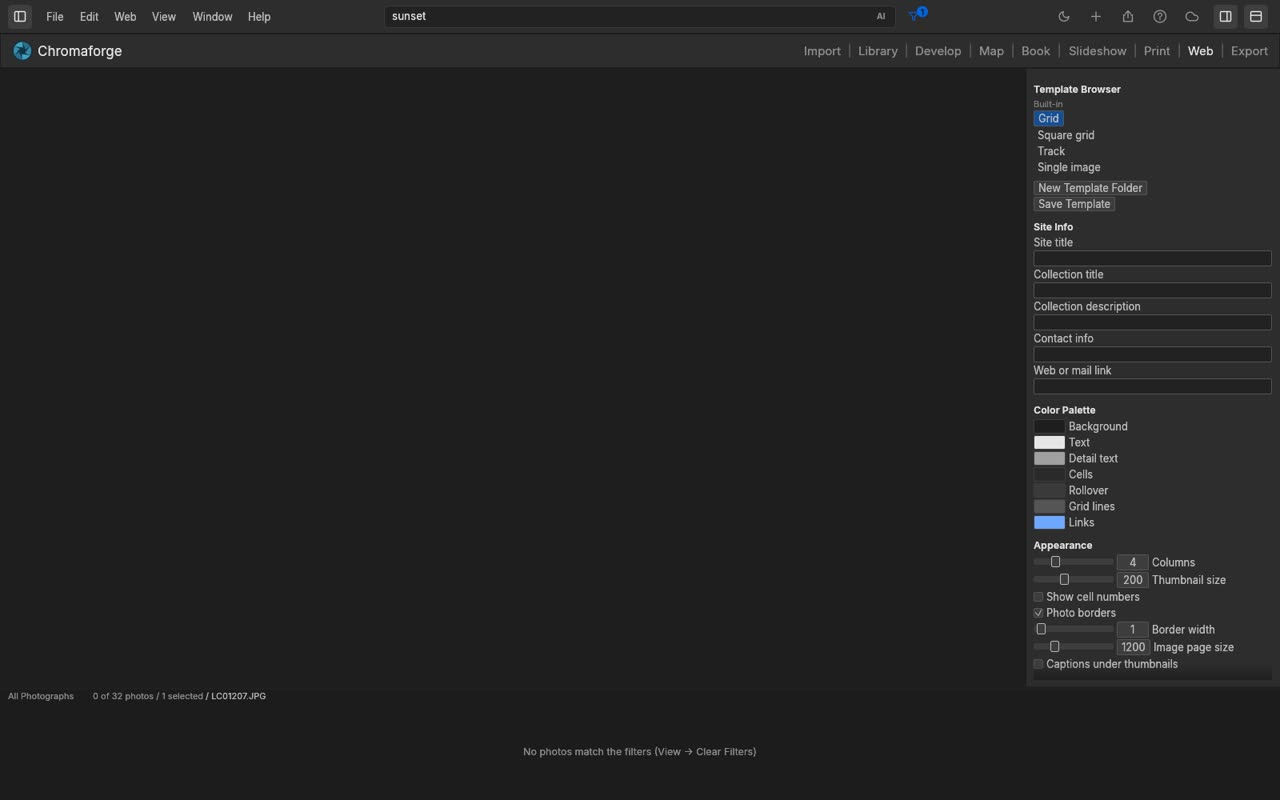 File Edit Web View Window Help
sunset AI
1
Chromaforge
Import Library Develop Map Book Slideshow Print Web Export
Template Browser
Built-in
Grid
Square grid
Track
Single image
New Template Folder
Save Template
Site Info
Site title
Collection title
Collection description
Contact info
Web or mail link
Color Palette
Background
Text
Detail text
Cells
Rollover
Grid lines
Links
Appearance
4 Columns
200 Thumbnail size
Show cell numbers
Photo borders
1 Border width
1200 Image page size
Captions under thumbnails
All Photographs 0 of 32 photos / 1 selected / LC01207.JPG
No photos match the filters (View → Clear Filters)